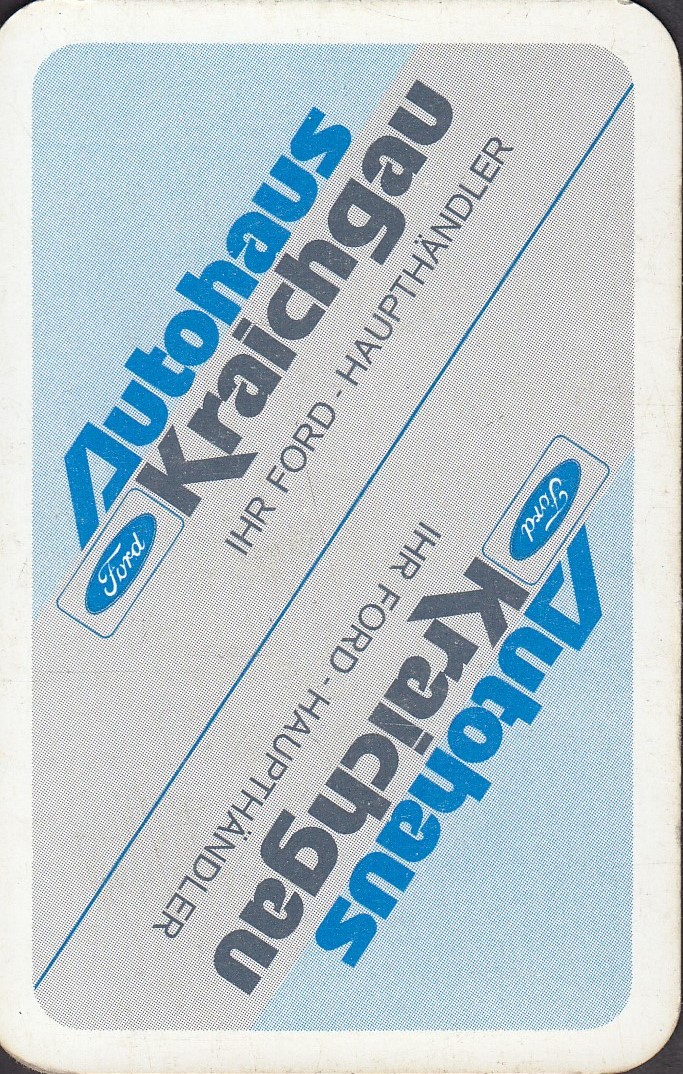 Autohaus
Kraichgau
IHR FORD - HAUPTHÄNDLER
Ford
Ford
IHR FORD - HAUPTHÄNDLER
Kraichgau
Autohaus